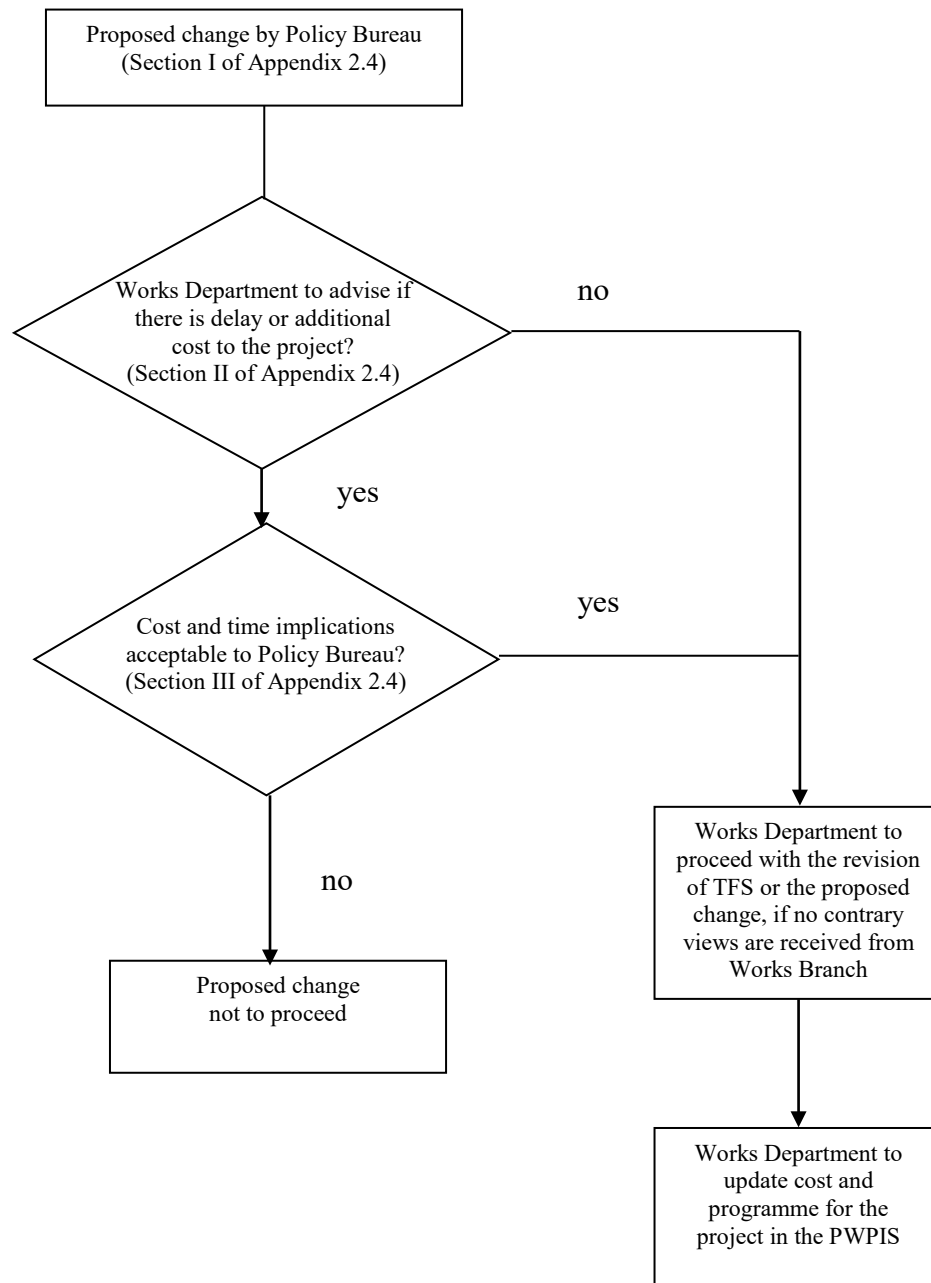 Proposed change by Policy Bureau
(Section I of Appendix 2.4)
Works Department to advise if
there is delay or additional
cost to the project?
(Section II of Appendix 2.4)
no
yes
Cost and time implications
acceptable to Policy Bureau?
(Section III of Appendix 2.4)
yes
no
Proposed change
not to proceed
Works Department to
proceed with the revision
of TFS or the proposed
change, if no contrary
views are received from
Works Branch
Works Department to
update cost and
programme for the
project in the PWPIS